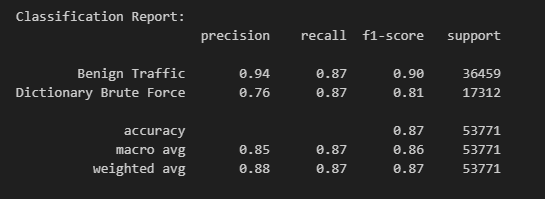 Classification Report:
precision recall f1-score support
Benign Traffic 0.94 0.87 0.90 36459
Dictionary Brute Force 0.76 0.87 0.81 17312
accuracy 0.87 53771
macro avg 0.85 0.87 0.86 53771
weighted avg 0.88 0.87 0.87 53771